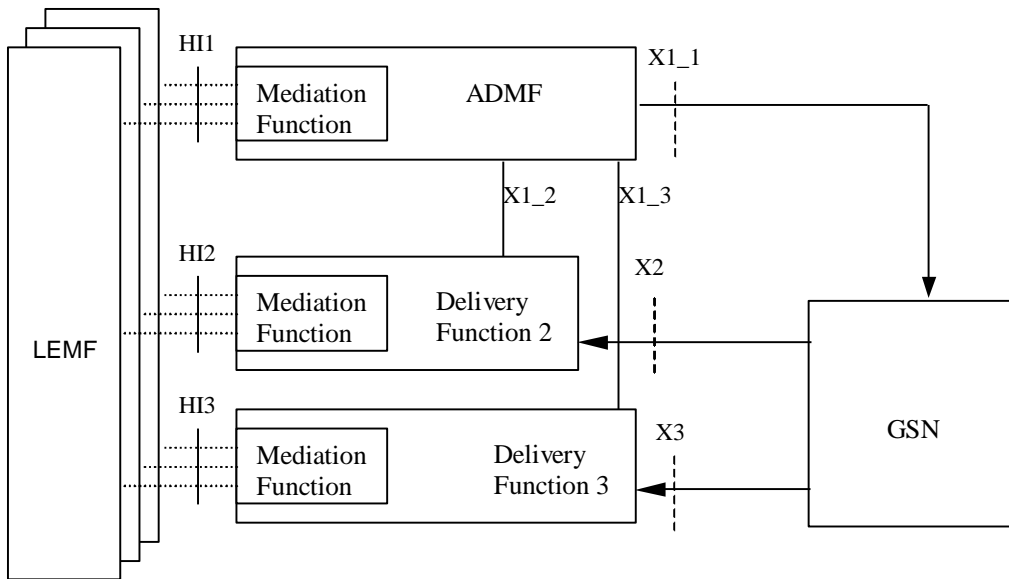 HI1
X1_1
Mediation
Function
ADMF
X1_2
X1_3
HI2
X2
Mediation
Function
Delivery
Function 2
LEMF
HI3
X3
GSN
Mediation
Function
Delivery
Function 3